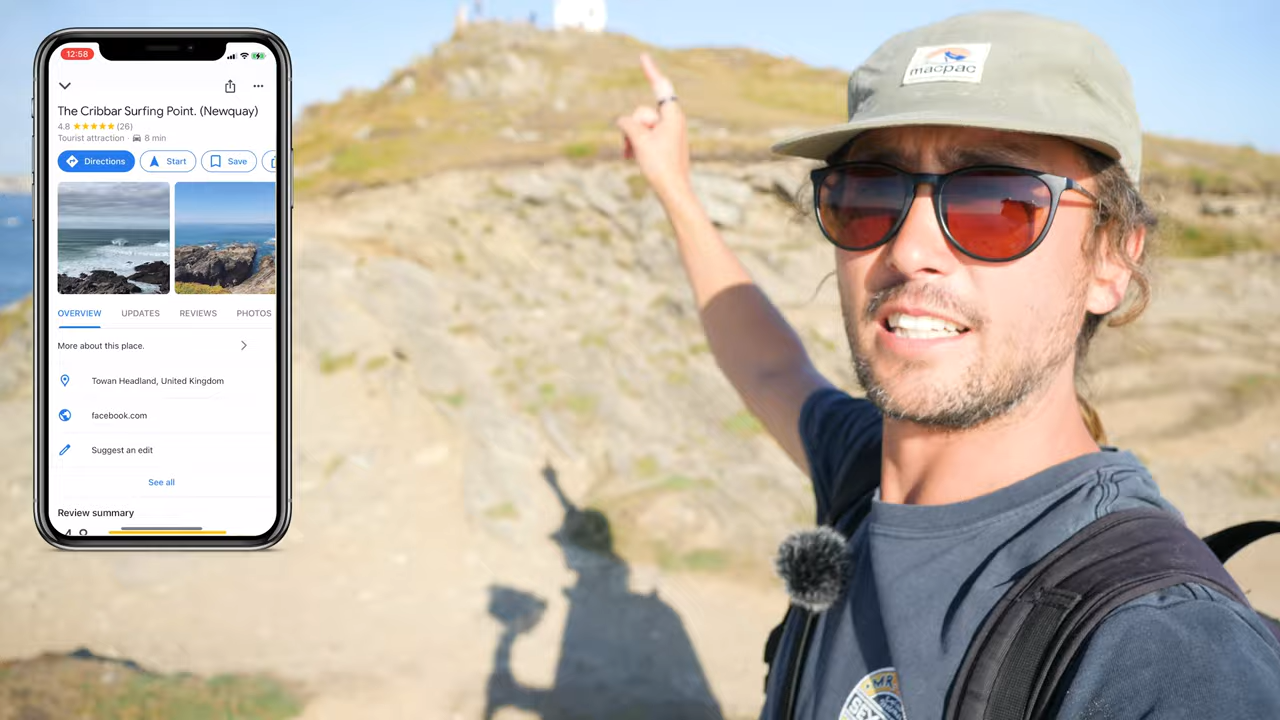 12:58
The Cribbar Surfing Point. (Newquay)
4.8 ★★★★★ (26)
Tourist attraction · 8 min
Directions Start Save
OVERVIEW UPDATES REVIEWS PHOTOS
More about this place.
Towan Headland, United Kingdom
facebook.com
Suggest an edit
See all
Review summary
macpac
MR